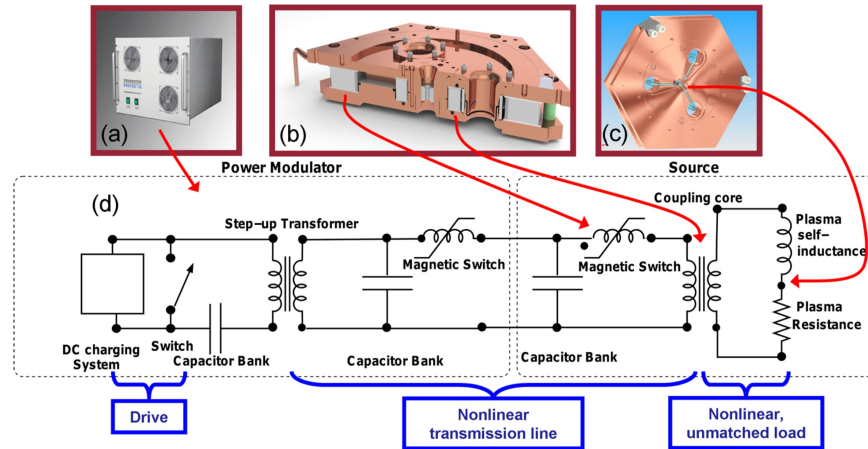 (a)
(b)
(c)
Power Modulator
Source
(d)
Coupling core
Step-up Transformer
Plasma
self-
inductance
Magnetic Switch
Magnetic Switch
Plasma
Resistance
DC charging
System
Switch
Capacitor Bank
Capacitor Bank
Capacitor Bank
Drive
Nonlinear
transmission line
Nonlinear,
unmatched load